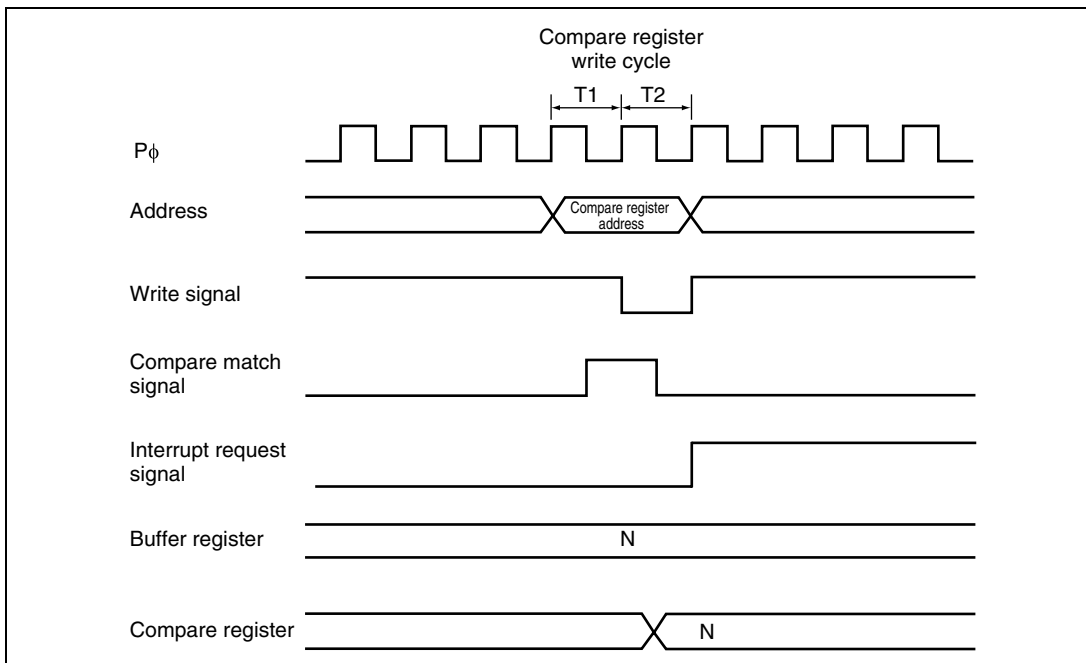 Compare register
write cycle
T1 T2
Pϕ
Address
Compare register
address
Write signal
Compare match
signal
Interrupt request
signal
Buffer register
N
Compare register
N